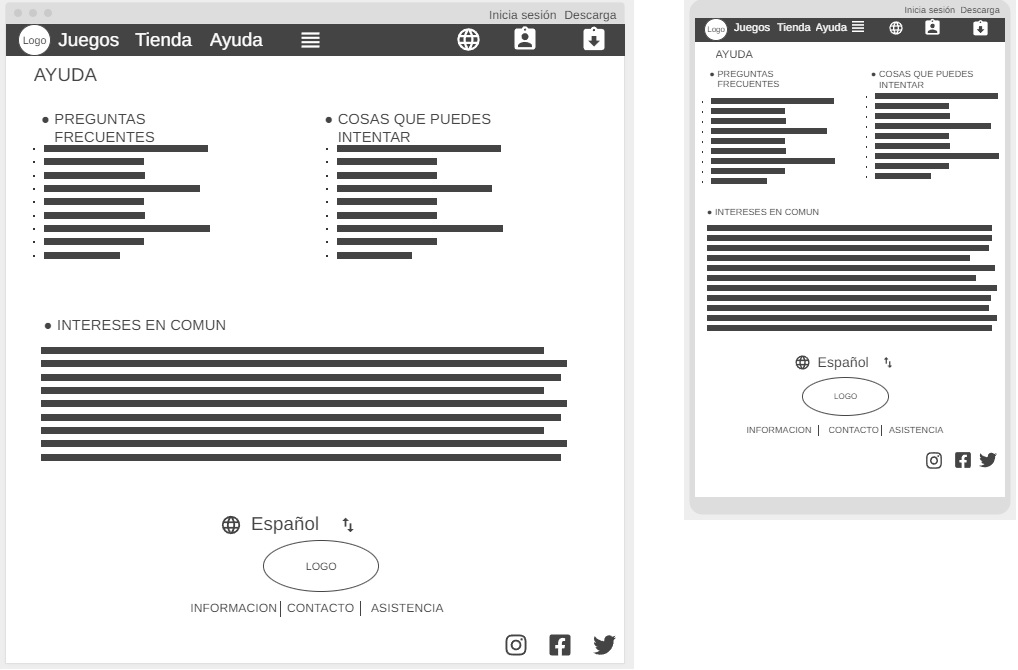 Inicia sesión Descarga
Logo Juegos Tienda Ayuda
AYUDA
PREGUNTAS
FRECUENTES
COSAS QUE PUEDES
INTENTAR
INTERESES EN COMUN
Español
LOGO
INFORMACION CONTACTO ASISTENCIA
Inicia sesión Descarga
Logo Juegos Tienda Ayuda
AYUDA
PREGUNTAS
FRECUENTES
COSAS QUE PUEDES
INTENTAR
INTERESES EN COMUN
Español
LOGO
INFORMACION CONTACTO ASISTENCIA